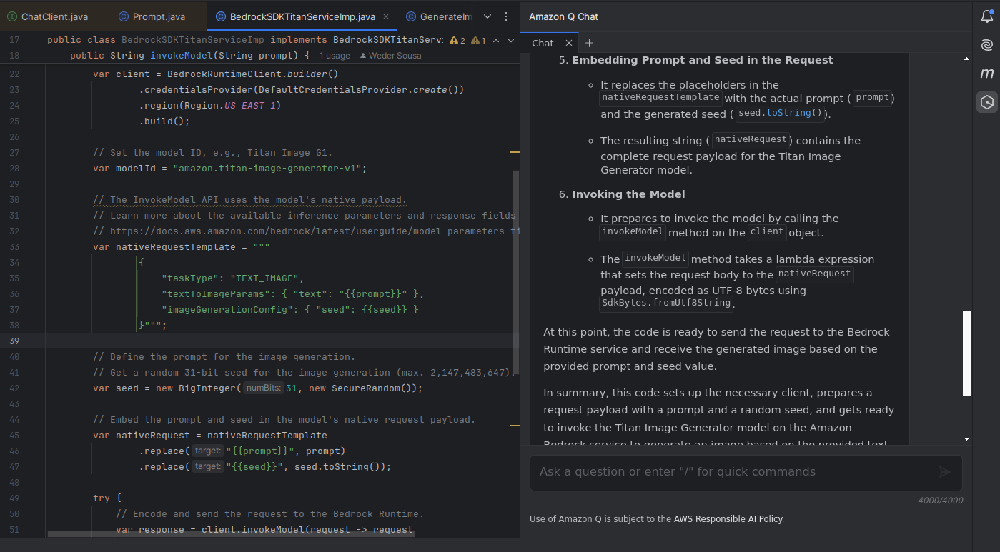 ChatClient.java
Prompt.java
BedrockSDKTitanServiceImp.java
GenerateIm
17 public class BedrockSDKTitanServiceImp implements BedrockSDKTitanServ: 2 1
18 public String invokeModel(String prompt) { 1 usage Weder Sousa
22 var client = BedrockRuntimeClient.builder()
23 .credentialsProvider(DefaultCredentialsProvider.create())
24 .region(Region.US_EAST_1)
25 .build();
26
27 // Set the model ID, e.g., Titan Image G1.
28 var modelId = "amazon.titan-image-generator-v1";
29
30 // The InvokeModel API uses the model's native payload.
31 // Learn more about the available inference parameters and response fields
32 // https://docs.aws.amazon.com/bedrock/latest/userguide/model-parameters-ti
33 var nativeRequestTemplate = """
34 {
35 "taskType": "TEXT_IMAGE",
36 "textToImageParams": { "text": "{{prompt}}" },
37 "imageGenerationConfig": { "seed": {{seed}} }
38 }""";
39
40 // Define the prompt for the image generation.
41 // Get a random 31-bit seed for the image generation (max. 2,147,483,647).
42 var seed = new BigInteger( numBits: 31, new SecureRandom());
43
44 // Embed the prompt and seed in the model's native request payload.
45 var nativeRequest = nativeRequestTemplate
46 .replace( target: "{{prompt}}", prompt)
47 .replace( target: "{{seed}}", seed.toString());
48
49 try {
50 // Encode and send the request to the Bedrock Runtime.
51 var response = client.invokeModel(request -> request
Amazon Q Chat
Chat
5. Embedding Prompt and Seed in the Request
It replaces the placeholders in the
nativeRequestTemplate with the actual prompt ( prompt )
and the generated seed ( seed.toString() ).
The resulting string ( nativeRequest ) contains the
complete request payload for the Titan Image
Generator model.
6. Invoking the Model
It prepares to invoke the model by calling the
invokeModel method on the client object.
The invokeModel method takes a lambda expression
that sets the request body to the nativeRequest
payload, encoded as UTF-8 bytes using
SdkBytes.fromUtf8String .
At this point, the code is ready to send the request to the Bedrock
Runtime service and receive the generated image based on the
provided prompt and seed value.
In summary, this code sets up the necessary client, prepares a
request payload with a prompt and a random seed, and gets ready
to invoke the Titan Image Generator model on the Amazon
Bedrock service to generate an image based on the provided text
Ask a question or enter "/" for quick commands
4000/4000
Use of Amazon Q is subject to the AWS Responsible AI Policy.
m